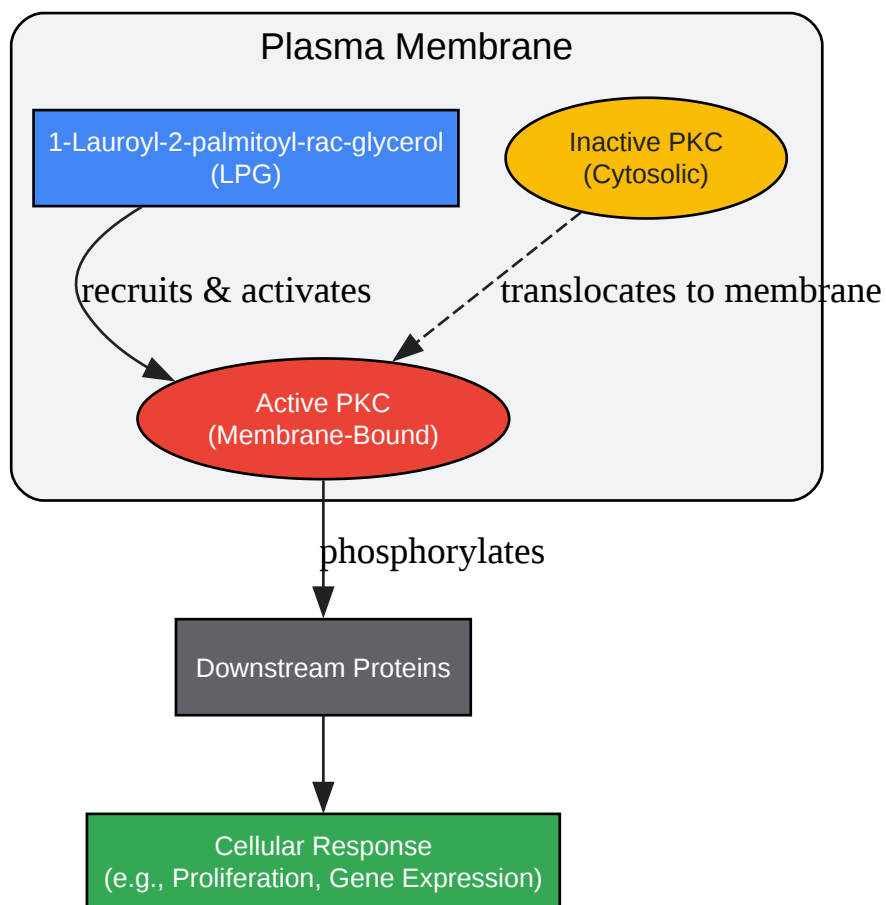 Plasma Membrane
1-Lauroyl-2-palmitoyl-rac-glycerol
(LPG)
Inactive PKC
(Cytosolic)
recruits & activates
translocates to membrane
Active PKC
(Membrane-Bound)
phosphorylates
Downstream Proteins
Cellular Response
(e.g., Proliferation, Gene Expression)